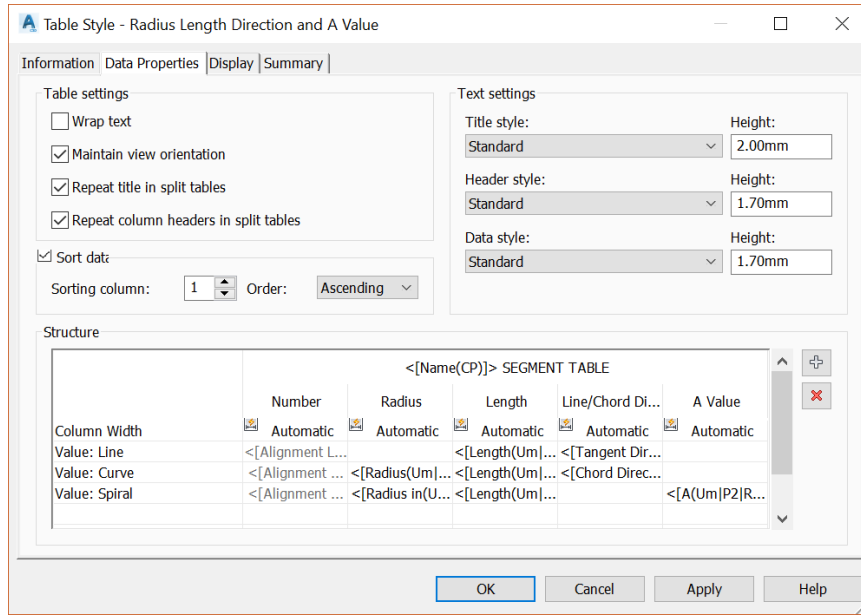 Table Style - Radius Length Direction and A Value
Information Data Properties Display Summary
Table settings
Wrap text
Maintain view orientation
Repeat title in split tables
Repeat column headers in split tables
Sort data
Sorting column: 1 Order: Ascending
Text settings
Title style: Height:
Standard 2.00mm
Header style: Height:
Standard 1.70mm
Data style: Height:
Standard 1.70mm
Structure
<[Name(CP)]> SEGMENT TABLE
Number Radius Length Line/Chord Di... A Value
Column Width Automatic Automatic Automatic Automatic Automatic
Value: Line <[Alignment L... <[Length(Um|... <[Tangent Dir...
Value: Curve <[Alignment ... <[Radius(Um|... <[Length(Um|... <[Chord Direc...
Value: Spiral <[Alignment ... <[Radius in(U... <[Length(Um|... <[A(Um|P2|R...
OK Cancel Apply Help